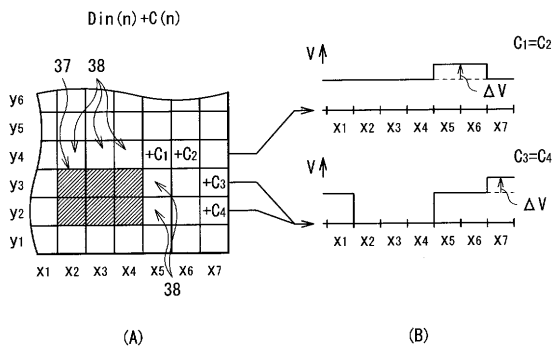 Din(n)+C(n)
37 38
y6
y5
y4 +C1 +C2
y3 +C3
y2 +C4
y1
X1 X2 X3 X4 X5 X6 X7
38
(A)
V C1=C2
ΔV
X1 X2 X3 X4 X5 X6 X7
V C3=C4
ΔV
X1 X2 X3 X4 X5 X6 X7
(B)